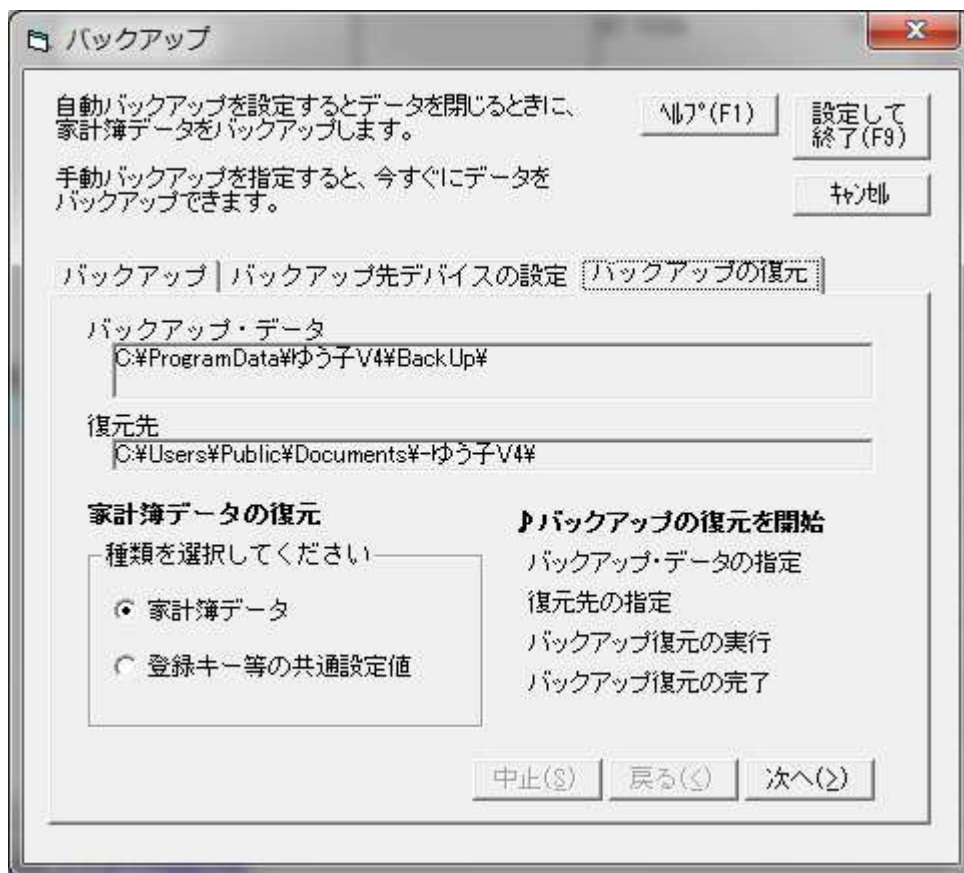 バックアップ
自動バックアップを設定するとデータを閉じるときに、
家計簿データをバックアップします。
手動バックアップを指定すると、今すぐにデータを
バックアップできます。
ﾍﾙﾌﾟ(F1)
設定して
終了(F9)
ｷｬﾝｾﾙ
バックアップ
バックアップ先デバイスの設定
バックアップの復元
バックアップ・データ
C:¥ProgramData¥ゆう子V4¥BackUp¥
復元先
C:¥Users¥Public¥Documents¥-ゆう子V4¥
家計簿データの復元
種類を選択してください
家計簿データ
登録キー等の共通設定値
♪バックアップの復元を開始
バックアップ・データの指定
復元先の指定
バックアップ復元の実行
バックアップ復元の完了
中止(S)
戻る(<)
次へ(>)